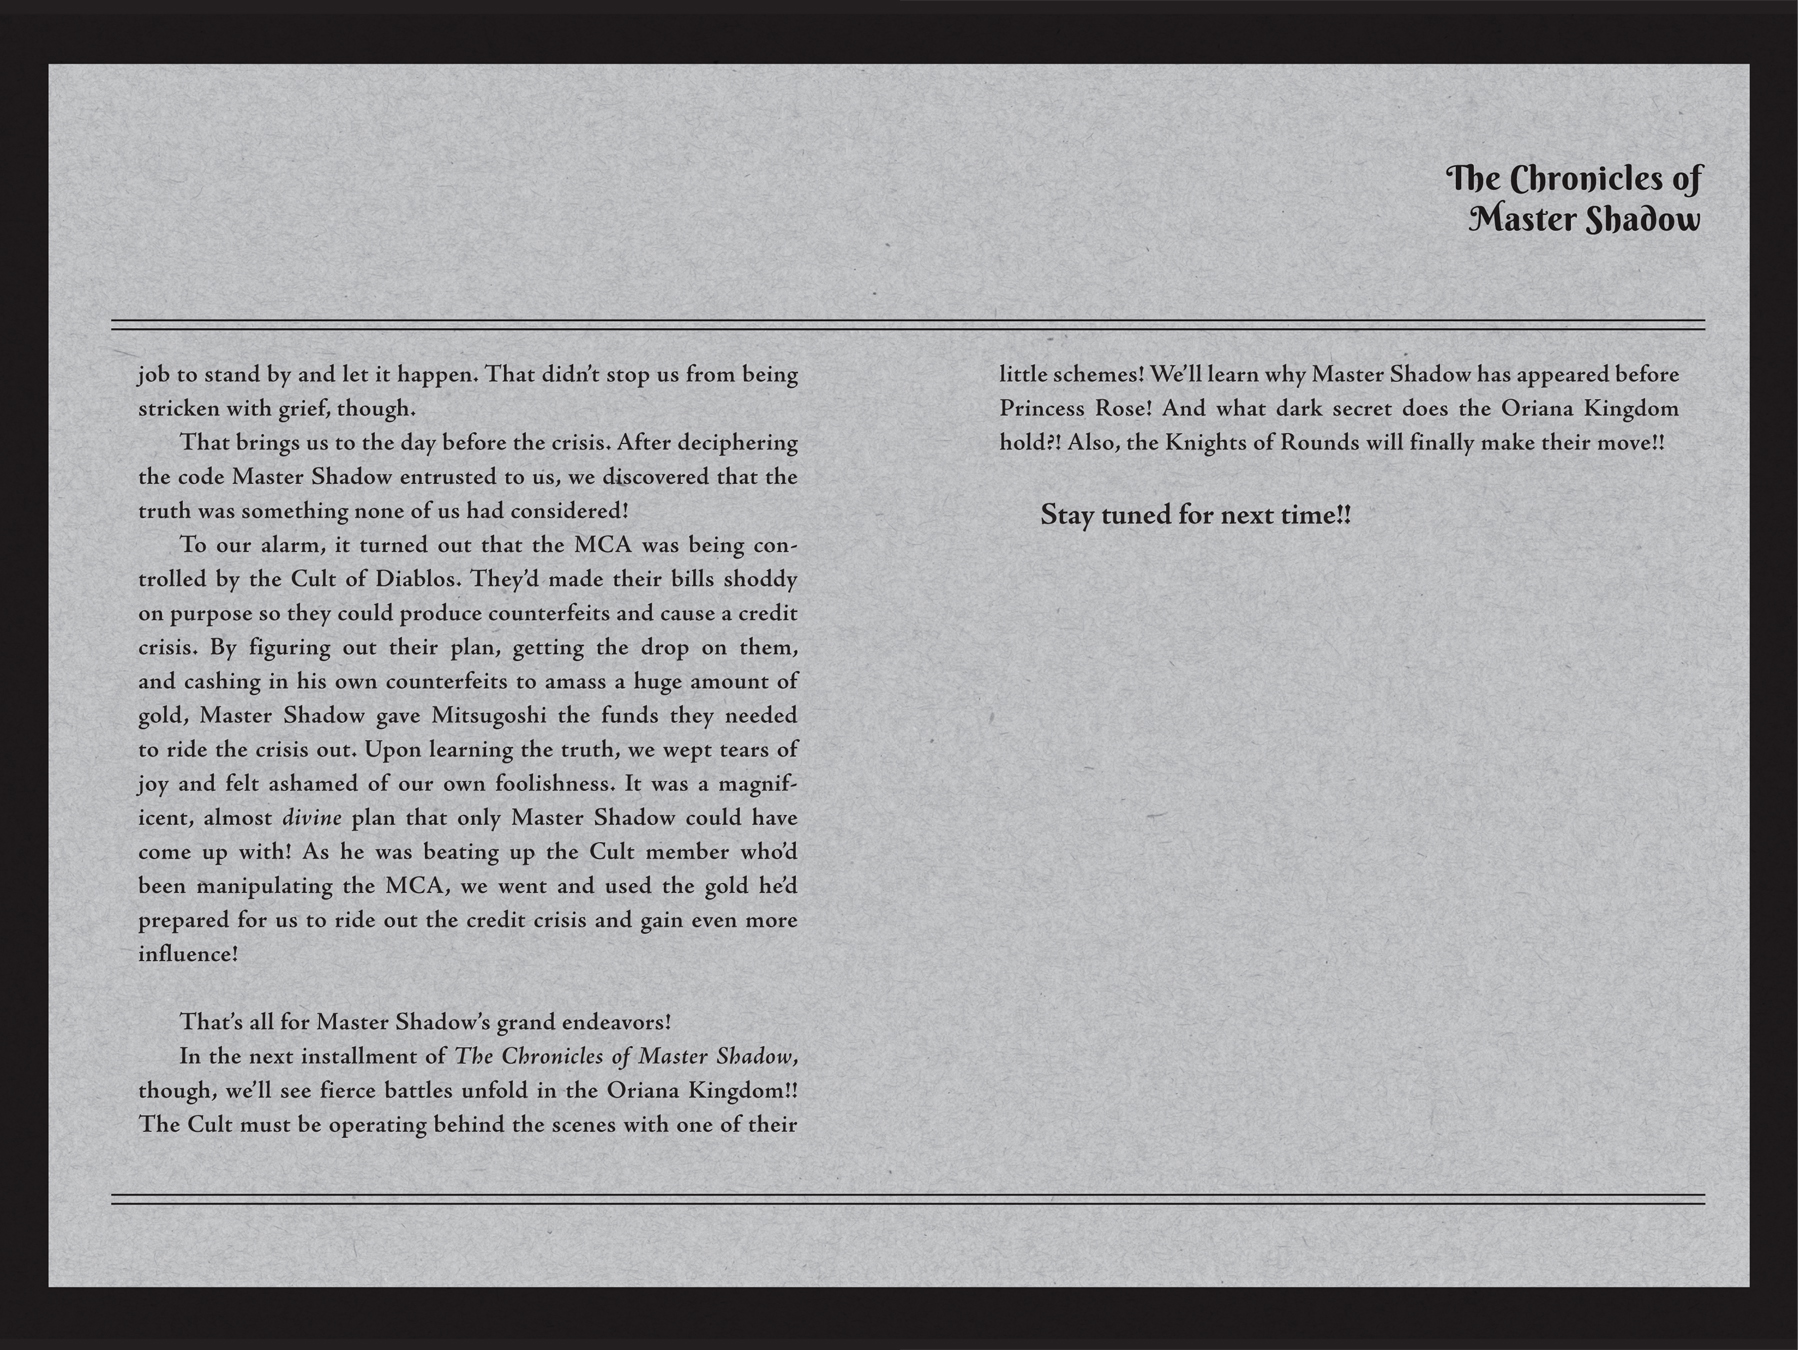 The Chronicles of
Master Shadow
job to stand by and let it happen. That didn't stop us from being
stricken with grief, though.
That brings us to the day before the crisis. After deciphering
the code Master Shadow entrusted to us, we discovered that the
truth was something none of us had considered!
To our alarm, it turned out that the MCA was being con-
trolled by the Cult of Diablos. They'd made their bills shoddy
on purpose so they could produce counterfeits and cause a credit
crisis. By figuring out their plan, getting the drop on them,
and cashing in his own counterfeits to amass a huge amount of
gold, Master Shadow gave Mitsugoshi the funds they needed
to ride the crisis out. Upon learning the truth, we wept tears of
joy and felt ashamed of our own foolishness. It was a magnif-
icent, almost divine plan that only Master Shadow could have
come up with! As he was beating up the Cult member who'd
been manipulating the MCA, we went and used the gold he'd
prepared for us to ride out the credit crisis and gain even more
influence!
That's all for Master Shadow's grand endeavors!
In the next installment of The Chronicles of Master Shadow,
though, we'll see fierce battles unfold in the Oriana Kingdom!!
The Cult must be operating behind the scenes with one of their
little schemes! We'll learn why Master Shadow has appeared before
Princess Rose! And what dark secret does the Oriana Kingdom
hold?! Also, the Knights of Rounds will finally make their move!!
Stay tuned for next time!!